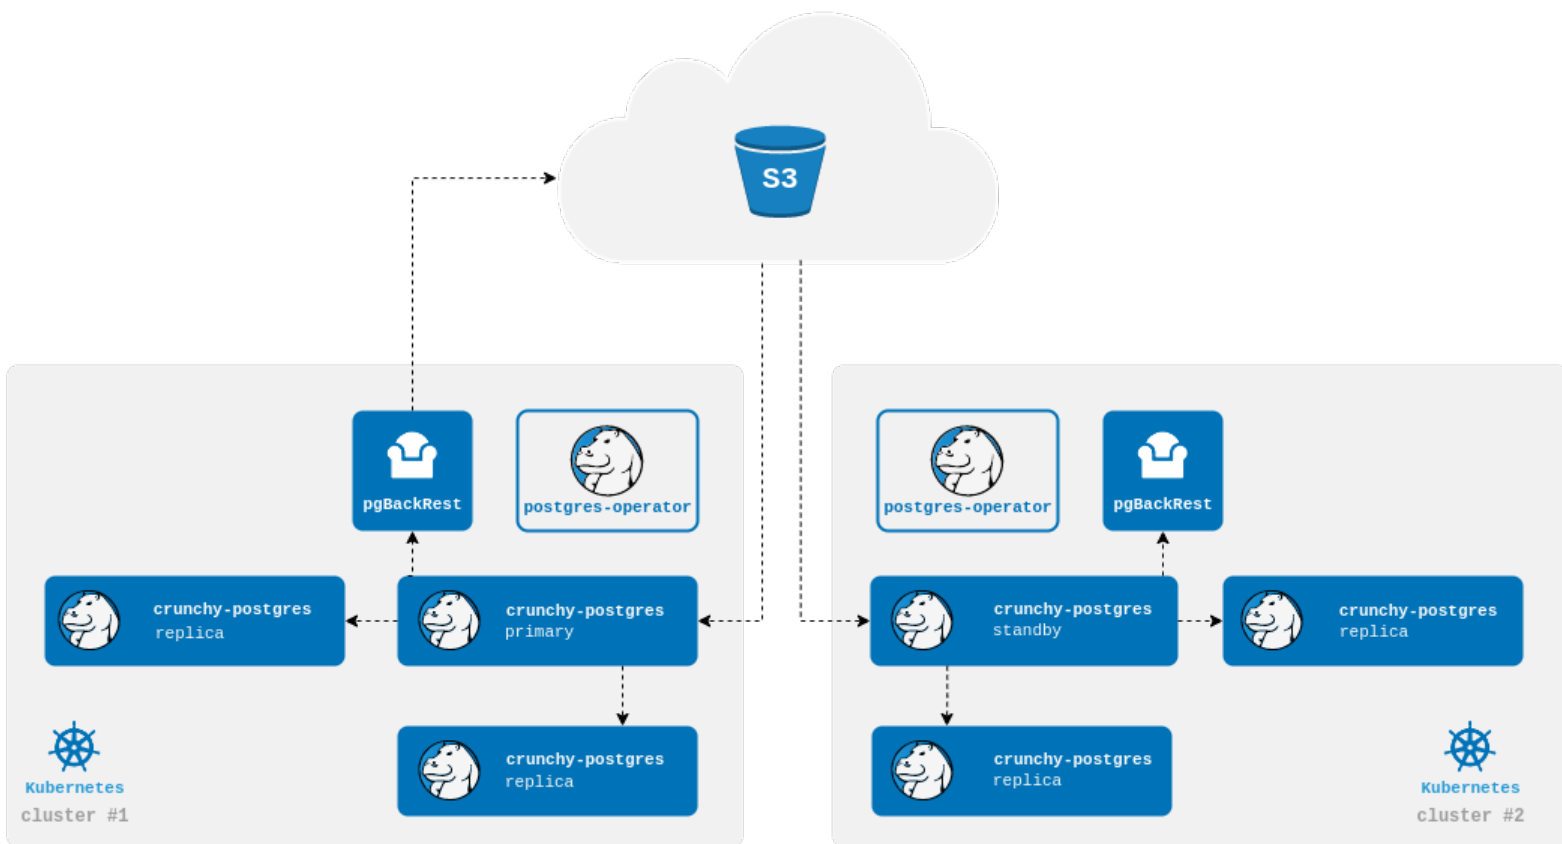 S3
pgBackRest
postgres-operator
crunchy-postgres
replica
crunchy-postgres
primary
crunchy-postgres
replica
Kubernetes
cluster #1
postgres-operator
pgBackRest
crunchy-postgres
standby
crunchy-postgres
replica
crunchy-postgres
replica
Kubernetes
cluster #2